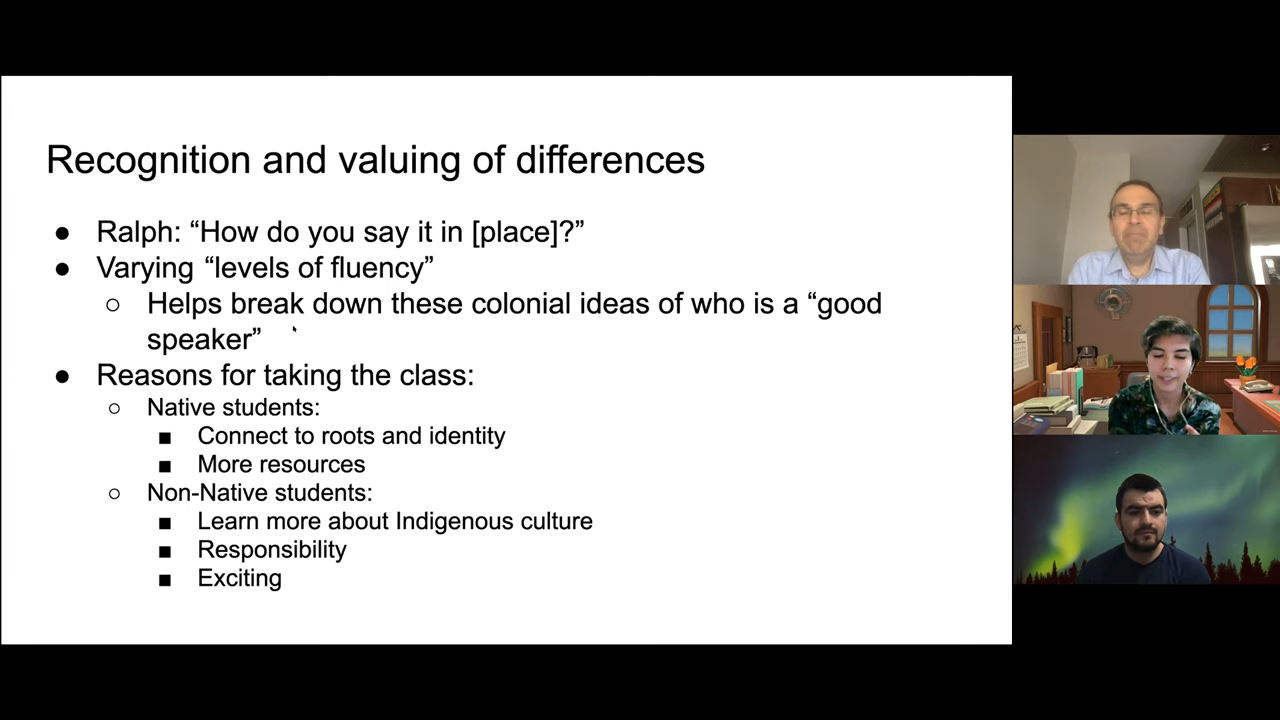 Recognition and valuing of differences
● Ralph: “How do you say it in [place]?”
● Varying “levels of fluency”
○ Helps break down these colonial ideas of who is a “good
speaker”
● Reasons for taking the class:
○ Native students:
■ Connect to roots and identity
■ More resources
○ Non-Native students:
■ Learn more about Indigenous culture
■ Responsibility
■ Exciting